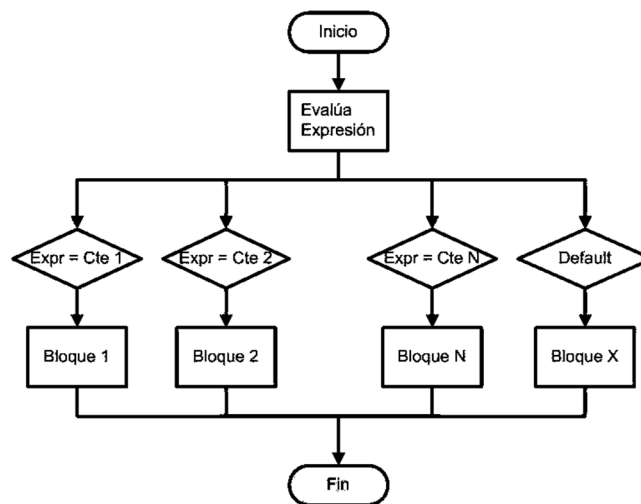 Inicio
Evalúa
Expresión
Expr = Cte 1
Expr = Cte 2
Expr = Cte N
Default
Bloque 1
Bloque 2
Bloque N
Bloque X
Fin